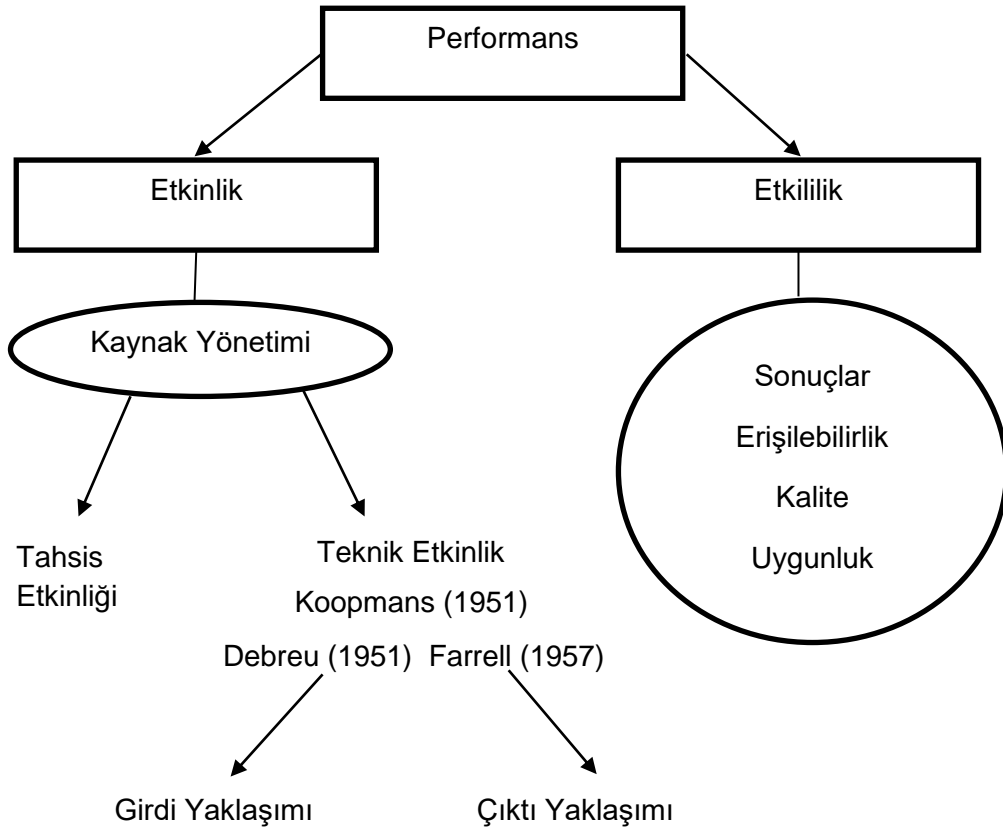 Performans
Etkinlik
Etkililik
Kaynak Yönetimi
Sonuçlar
Erişilebilirlik
Kalite
Uygunluk
Tahsis
Etkinliği
Teknik Etkinlik
Koopmans (1951)
Debreu (1951) Farrell (1957)
Girdi Yaklaşımı
Çıktı Yaklaşımı